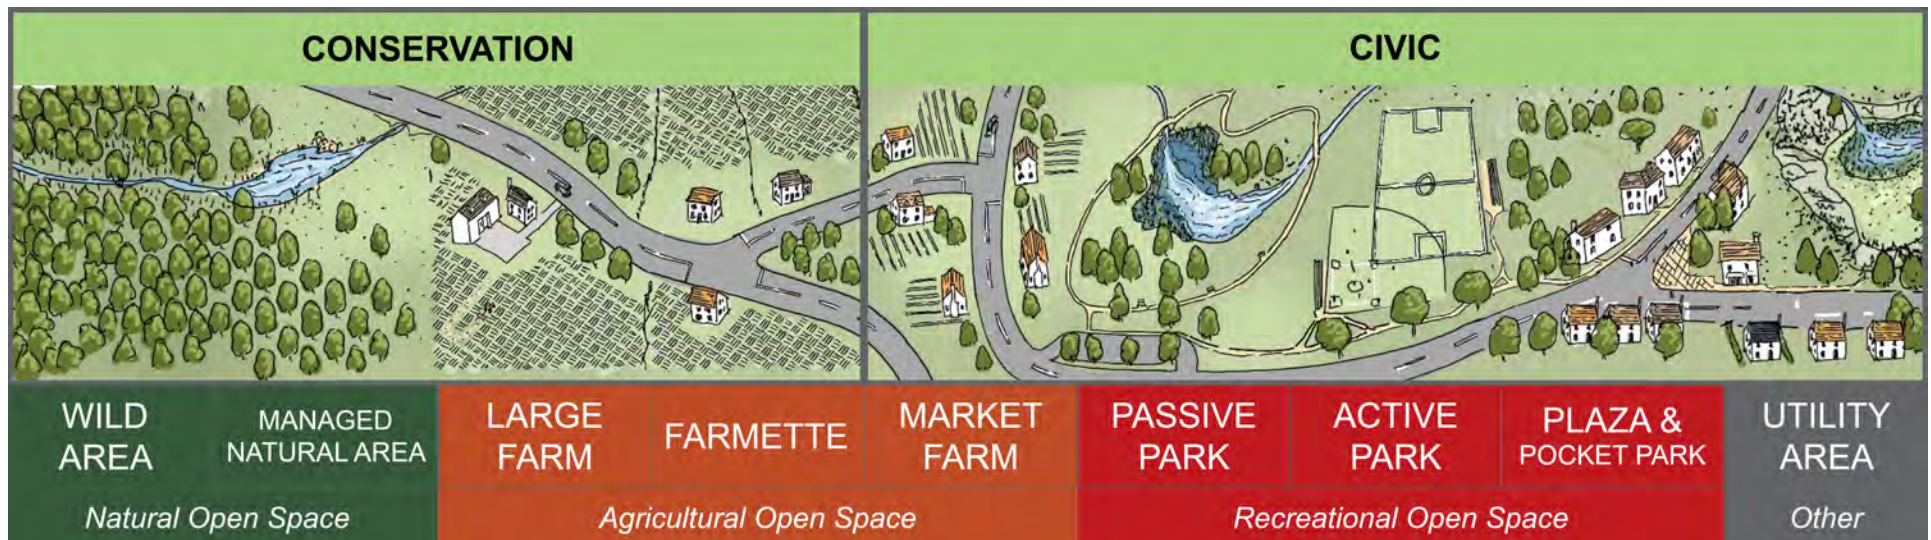 CONSERVATION
CIVIC
WILD
AREA
MANAGED
NATURAL AREA
LARGE
FARM
FARMETTE
MARKET
FARM
PASSIVE
PARK
ACTIVE
PARK
PLAZA &
POCKET PARK
UTILITY
AREA
Natural Open Space
Agricultural Open Space
Recreational Open Space
Other